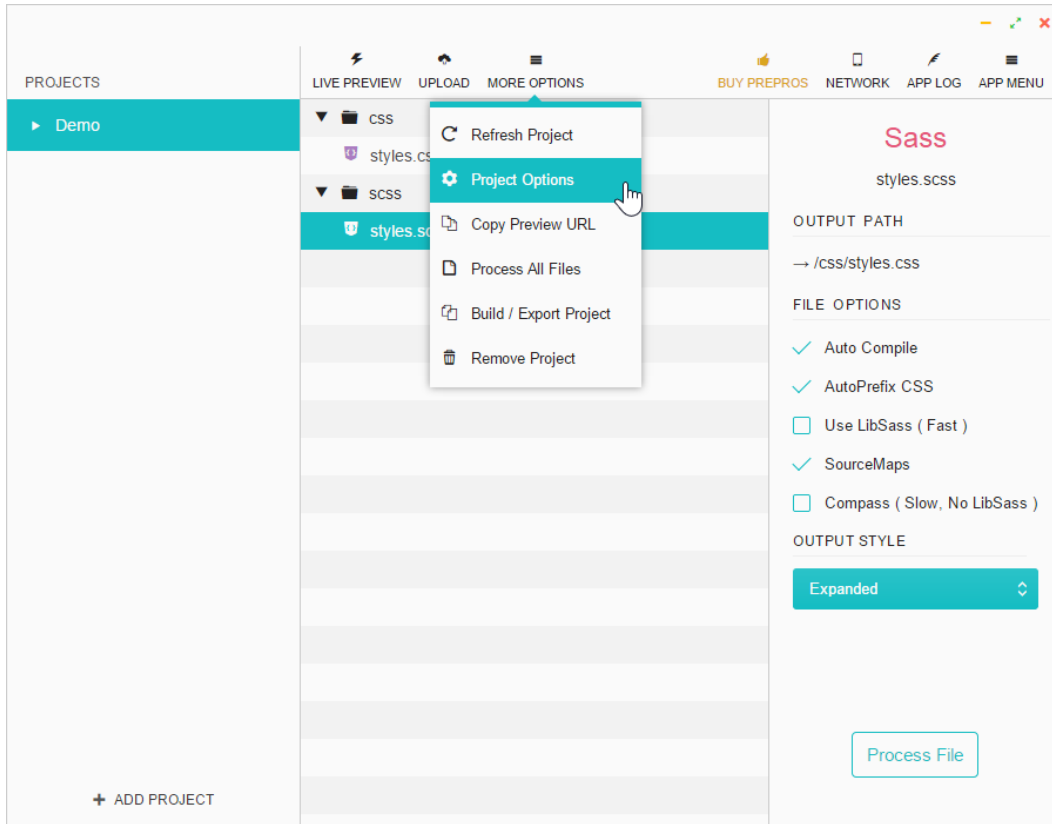 PROJECTS
LIVE PREVIEW UPLOAD MORE OPTIONS
BUY PREPROS NETWORK APP LOG APP MENU
Demo
+ ADD PROJECT
css
styles.cs
scss
styles.sc
Refresh Project
Project Options
Copy Preview URL
Process All Files
Build / Export Project
Remove Project
Sass
styles.scss
OUTPUT PATH
→ /css/styles.css
FILE OPTIONS
Auto Compile
AutoPrefix CSS
Use LibSass ( Fast )
SourceMaps
Compass ( Slow, No LibSass )
OUTPUT STYLE
Expanded
Process File